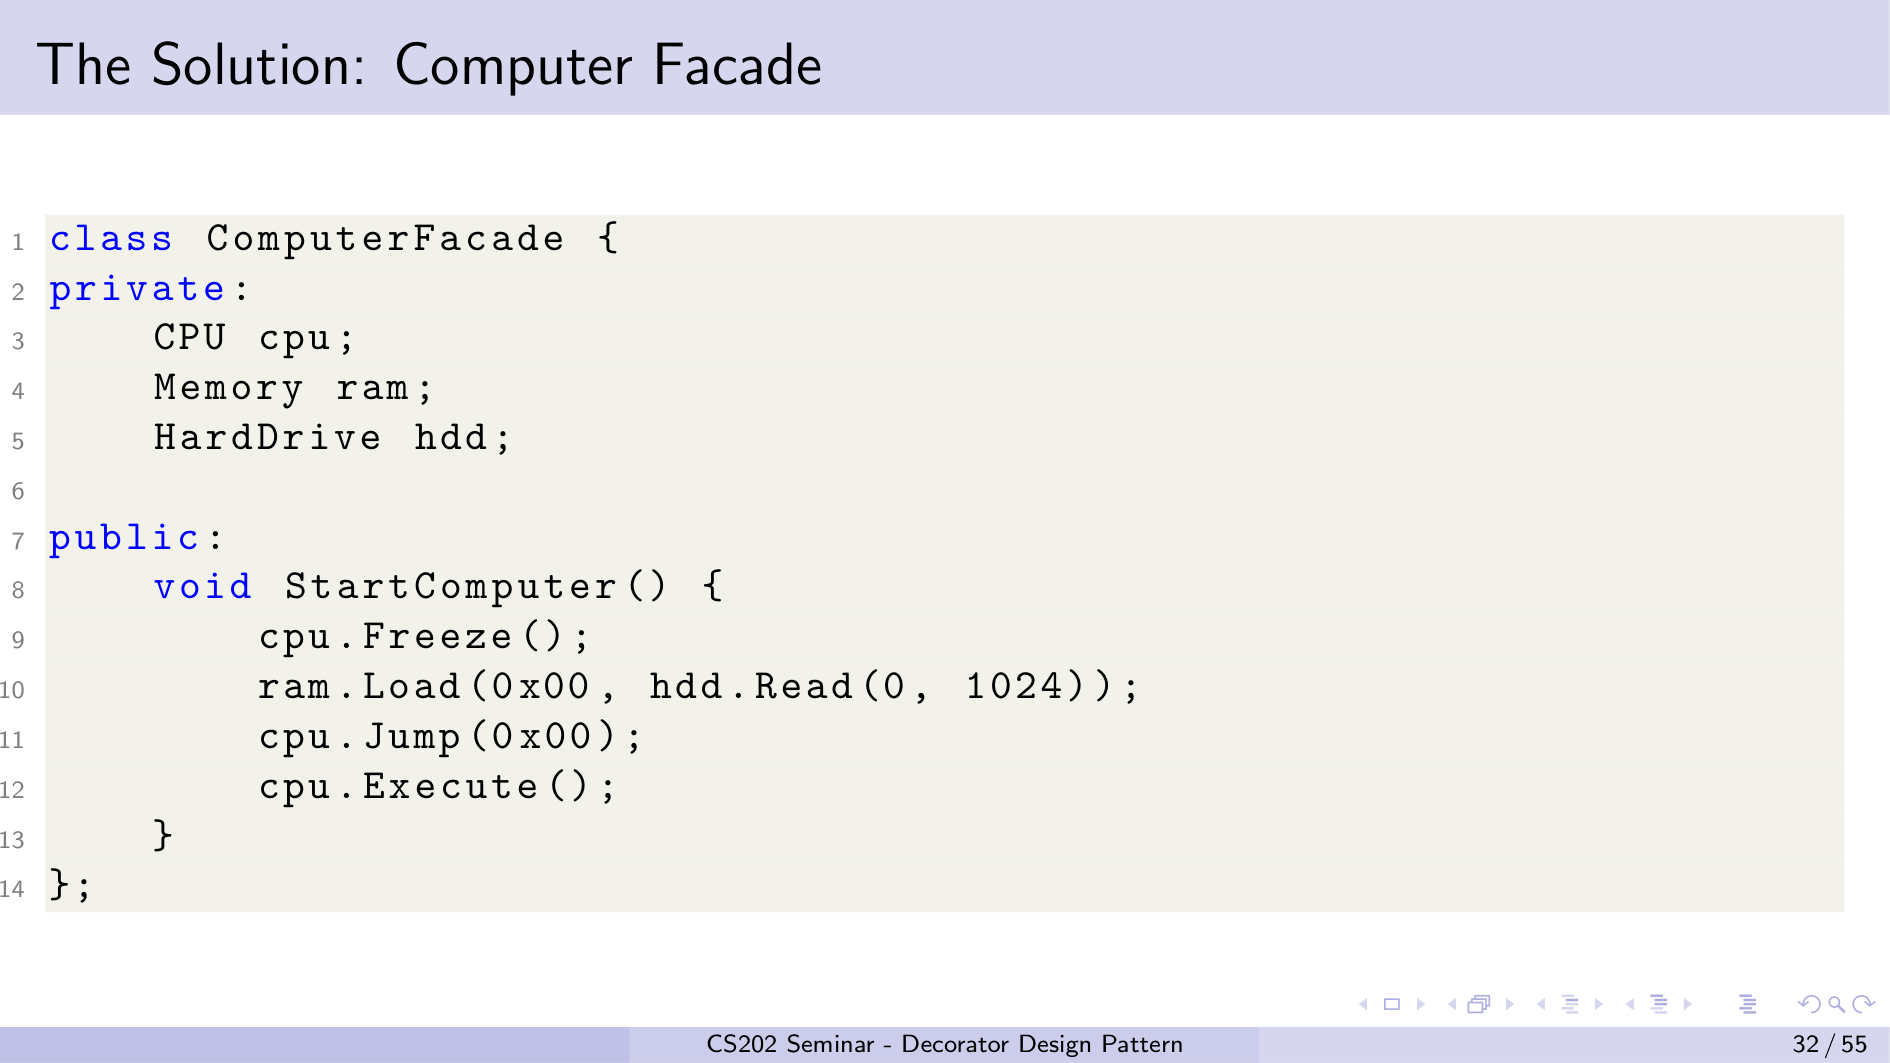 The Solution: Computer Facade
1 class ComputerFacade {
2 private:
3     CPU cpu;
4     Memory ram;
5     HardDrive hdd;
6
7 public:
8     void StartComputer() {
9         cpu.Freeze();
10         ram.Load(0x00, hdd.Read(0, 1024));
11         cpu.Jump(0x00);
12         cpu.Execute();
13     }
14 };
CS202 Seminar - Decorator Design Pattern
32 / 55